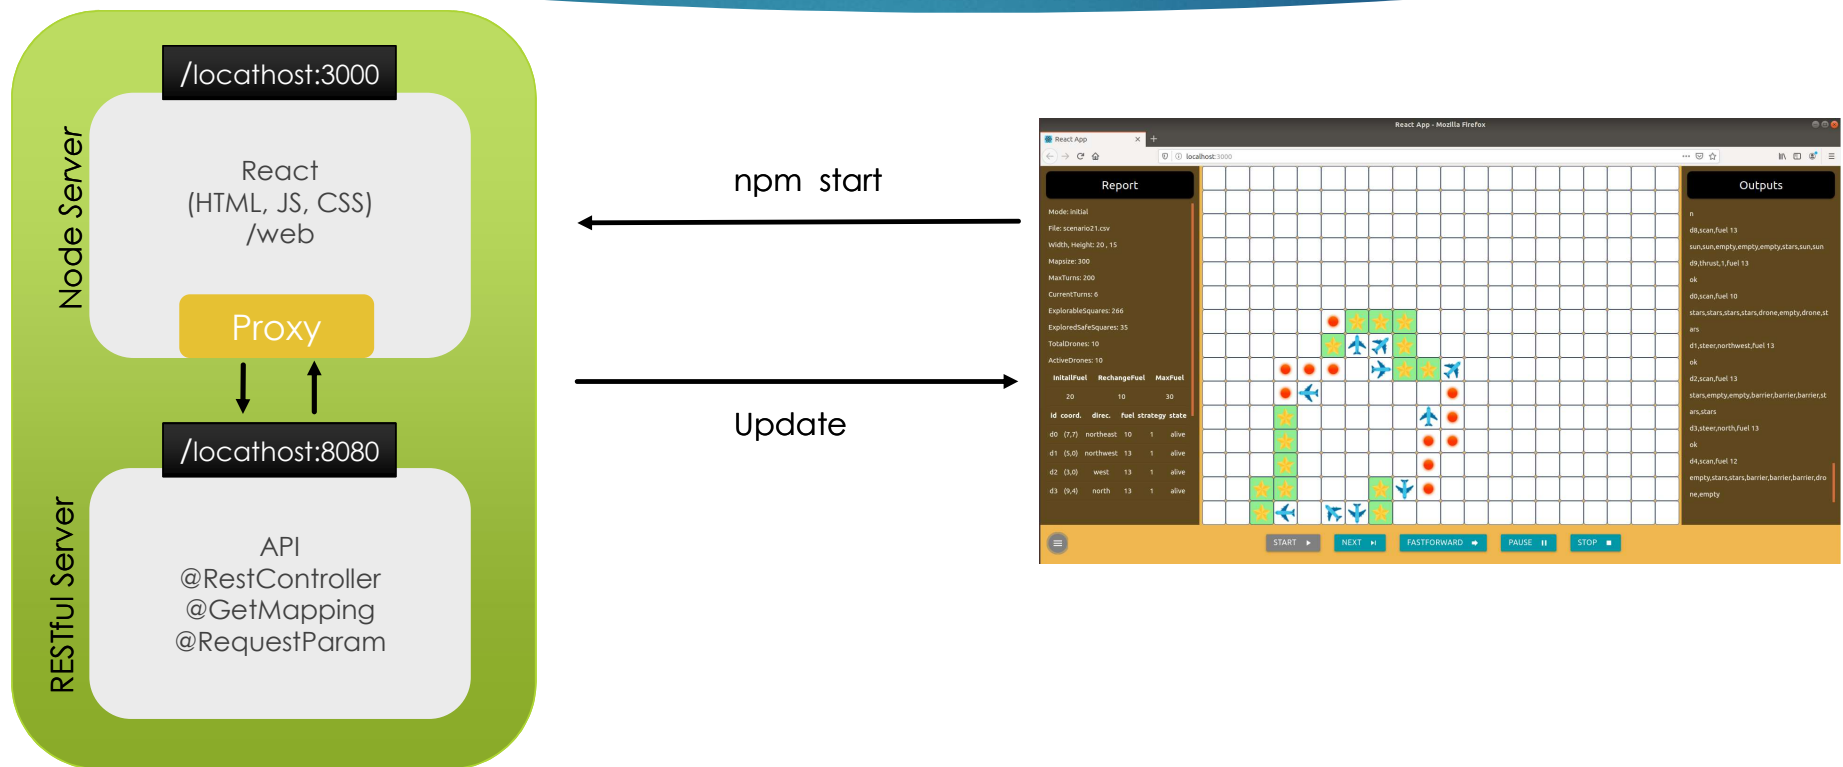 /locathost:3000
Node Server
React
(HTML, JS, CSS)
/web
Proxy
/locathost:8080
RESTful Server
API
@RestController
@GetMapping
@RequestParam
npm start
Update
React App - Mozilla Firefox
React App
localhost:3000
Report
Mode: initial
File: scenario21.csv
Width, Height: 20 , 15
Mapsize: 300
MaxTurns: 200
CurrentTurns: 6
ExplorableSquares: 266
ExploredSafeSquares: 35
TotalDrones: 10
ActiveDrones: 10
InitailFuel RechangeFuel MaxFuel
20 10 30
id coord. direc. fuel strategy state
d0 (7,7) northeast 10 1 alive
d1 (5,0) northwest 13 1 alive
d2 (3,0) west 13 1 alive
d3 (9,4) north 13 1 alive
Outputs
n
d8,scan,fuel 13
sun,sun,empty,empty,empty,stars,sun,sun
d9,thrust,1,fuel 13
ok
d0,scan,fuel 10
stars,stars,stars,stars,drone,empty,drone,st
ars
d1,steer,northwest,fuel 13
ok
d2,scan,fuel 13
stars,empty,empty,barrier,barrier,barrier,st
ars,stars
d3,steer,north,fuel 13
ok
d4,scan,fuel 12
empty,stars,stars,barrier,barrier,barrier,dro
ne,empty
START
NEXT
FASTFORWARD
PAUSE
STOP